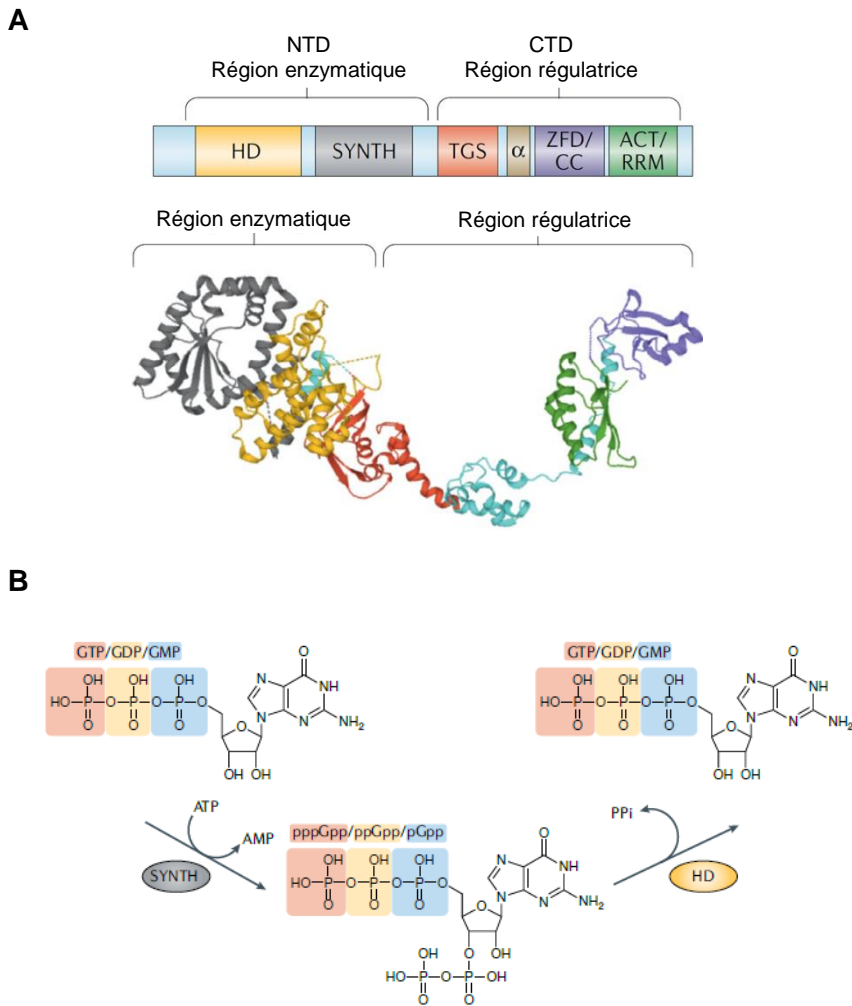 A
NTD
Région enzymatique
CTD
Région régulatrice
HD
SYNTH
TGS
α
ZFD/
CC
ACT/
RRM
Région enzymatique
Région régulatrice
B
GTP/GDP/GMP
OH OH OH
HO P O P O P O
O O O
O
N
N
NH
N
NH₂
O
OH OH
ATP
AMP
SYNTH
pppGpp/ppGpp/pGpp
OH OH OH
HO P O P O P O
O O O
O
N
N
NH
N
NH₂
O
O OH
OH OH
HO P O P OH
O O
GTP/GDP/GMP
OH OH OH
HO P O P O P O
O O O
O
N
N
NH
N
NH₂
O
OH OH
PPi
HD